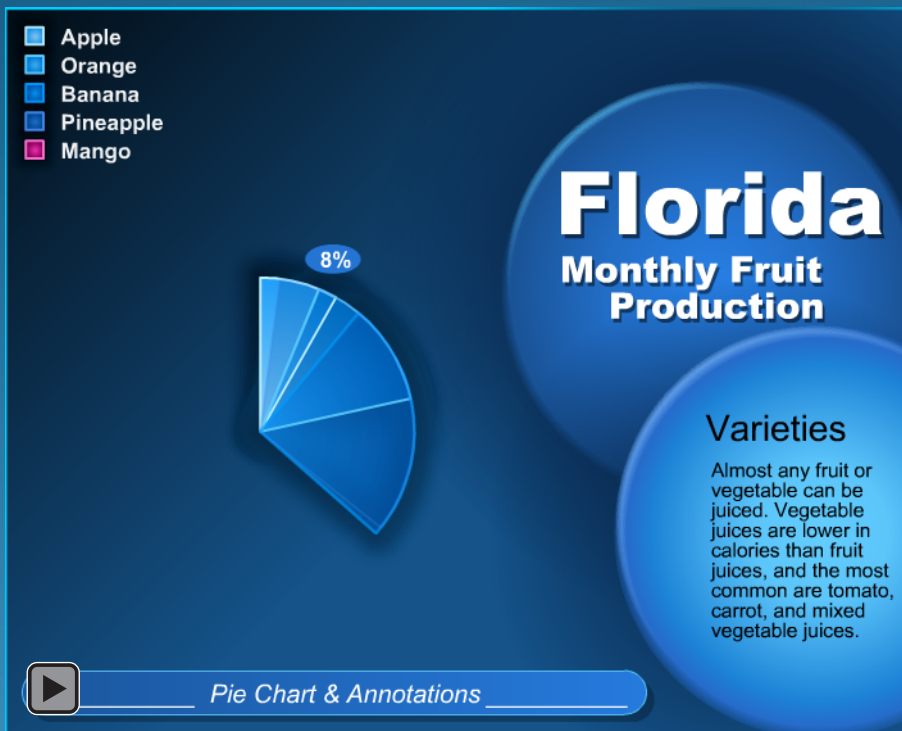 Apple
Orange
Banana
Pineapple
Mango
8%
Florida
Monthly Fruit
Production
Varieties
Almost any fruit or
vegetable can be
juiced. Vegetable
juices are lower in
calories than fruit
juices, and the most
common are tomato,
carrot, and mixed
vegetable juices.
Pie Chart & Annotations